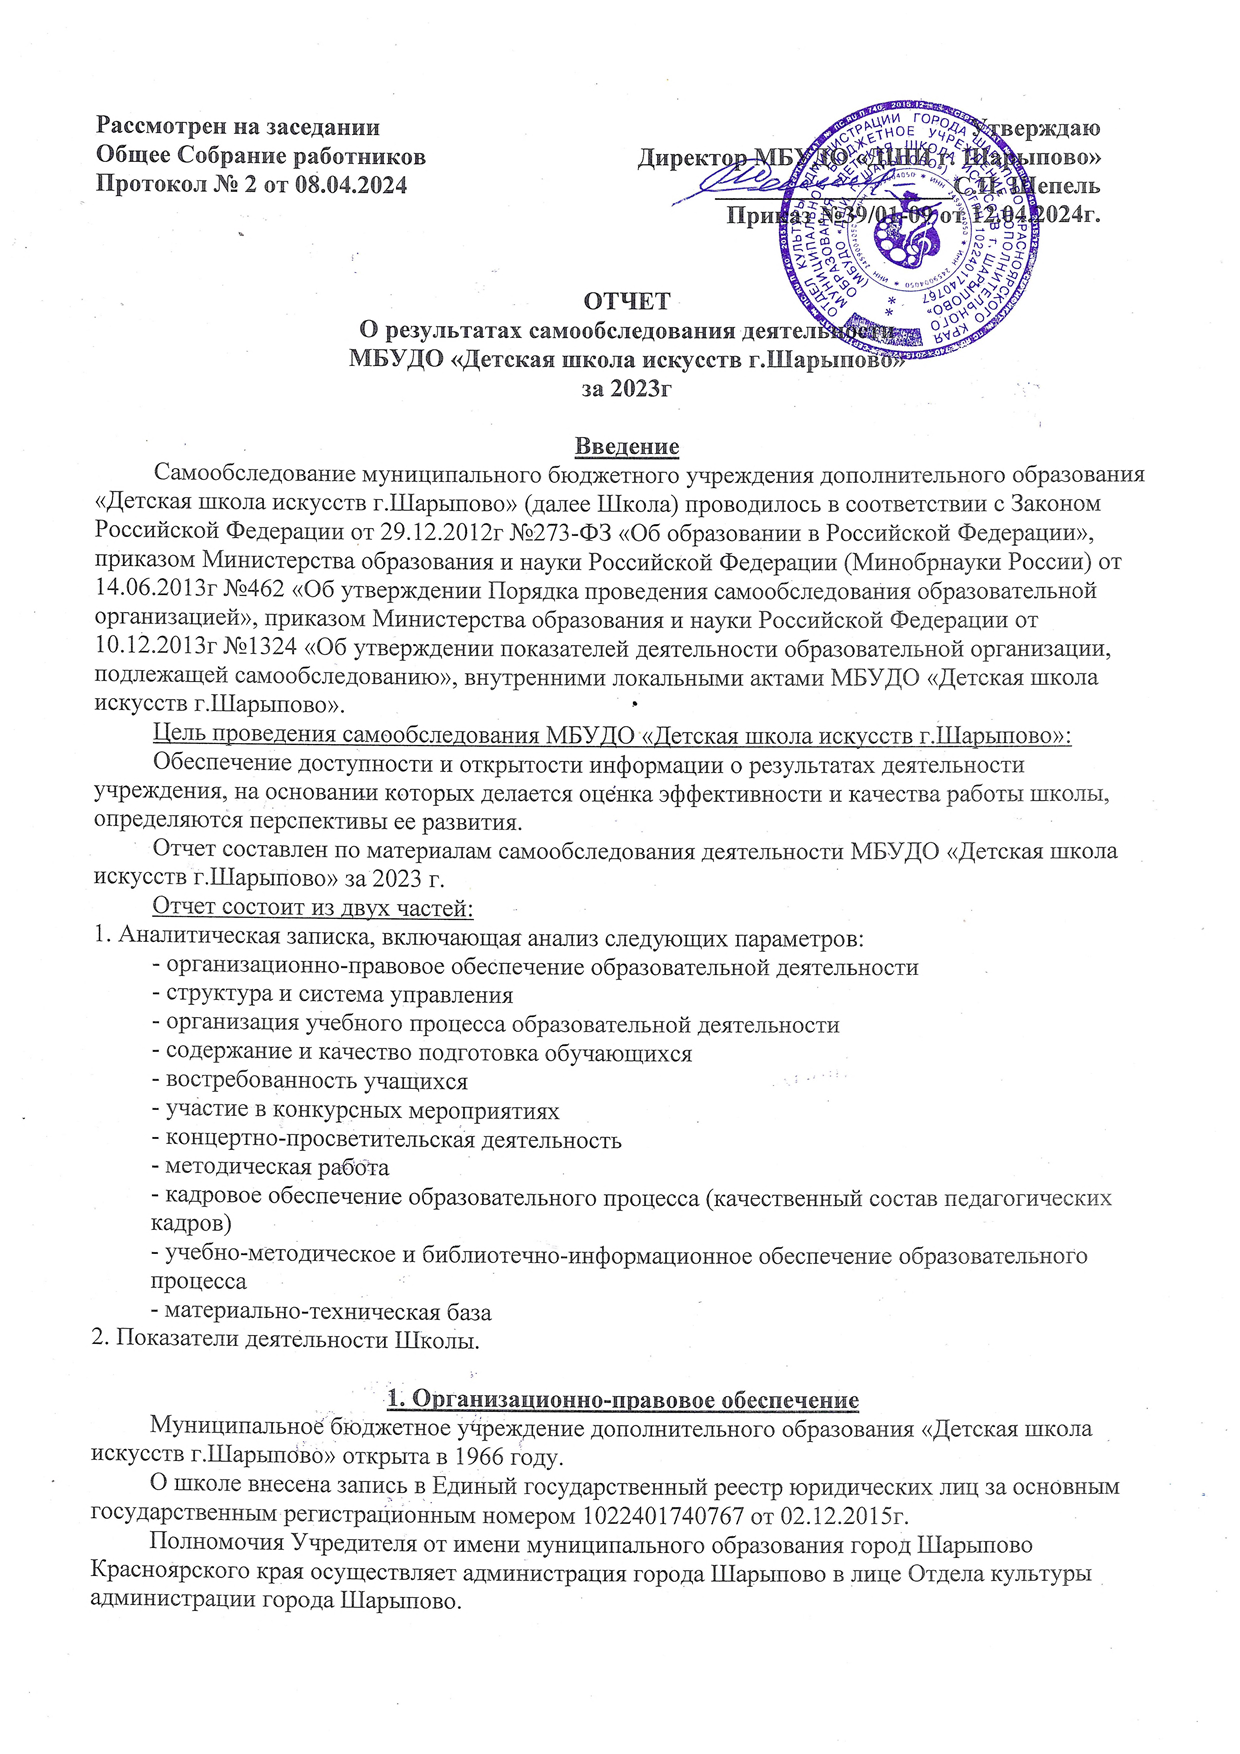 Рассмотрен на заседании
Общее Собрание работников
Протокол № 2 от 08.04.2024
Утверждаю
Директор МБУДО «ДШИ г. Шарыпово»
С.И. Шепель
Приказ №39/01-09 от 12.04.2024г.
ОТЧЕТ
О результатах самообследования деятельности
МБУДО «Детская школа искусств г.Шарыпово»
за 2023г
Введение
Самообследование муниципального бюджетного учреждения дополнительного образования
«Детская школа искусств г.Шарыпово» (далее Школа) проводилось в соответствии с Законом
Российской Федерации от 29.12.2012г №273-ФЗ «Об образовании в Российской Федерации»,
приказом Министерства образования и науки Российской Федерации (Минобрнауки России) от
14.06.2013г №462 «Об утверждении Порядка проведения самообследования образовательной
организацией», приказом Министерства образования и науки Российской Федерации от
10.12.2013г №1324 «Об утверждении показателей деятельности образовательной организации,
подлежащей самообследованию», внутренними локальными актами МБУДО «Детская школа
искусств г.Шарыпово».
Цель проведения самообследования МБУДО «Детская школа искусств г.Шарыпово»:
Обеспечение доступности и открытости информации о результатах деятельности
учреждения, на основании которых делается оценка эффективности и качества работы школы,
определяются перспективы ее развития.
Отчет составлен по материалам самообследования деятельности МБУДО «Детская школа
искусств г.Шарыпово» за 2023 г.
Отчет состоит из двух частей:
1. Аналитическая записка, включающая анализ следующих параметров:
- организационно-правовое обеспечение образовательной деятельности
- структура и система управления
- организация учебного процесса образовательной деятельности
- содержание и качество подготовка обучающихся
- востребованность учащихся
- участие в конкурсных мероприятиях
- концертно-просветительская деятельность
- методическая работа
- кадровое обеспечение образовательного процесса (качественный состав педагогических
кадров)
- учебно-методическое и библиотечно-информационное обеспечение образовательного
процесса
- материально-техническая база
2. Показатели деятельности Школы.
1. Организационно-правовое обеспечение
Муниципальное бюджетное учреждение дополнительного образования «Детская школа
искусств г.Шарыпово» открыта в 1966 году.
О школе внесена запись в Единый государственный реестр юридических лиц за основным
государственным регистрационным номером 1022401740767 от 02.12.2015г.
Полномочия Учредителя от имени муниципального образования город Шарыпово
Красноярского края осуществляет администрация города Шарыпово в лице Отдела культуры
администрации города Шарыпово.